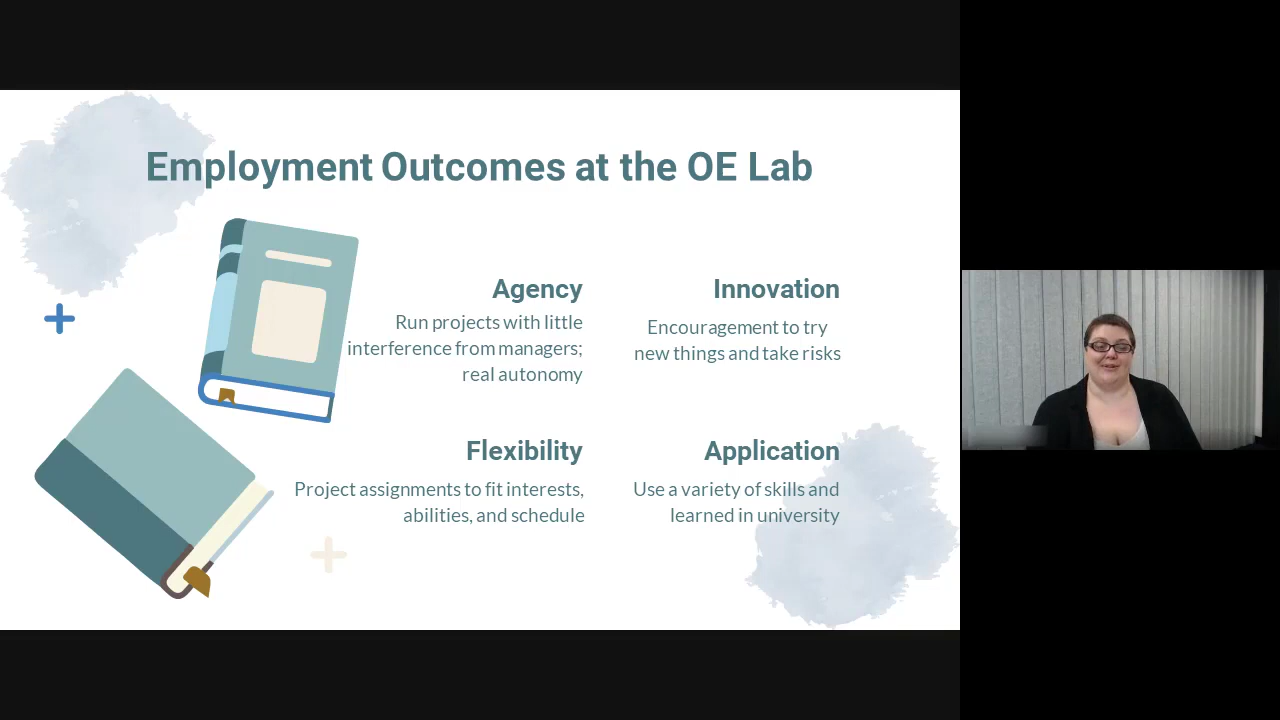 Employment Outcomes at the OE Lab
Agency
Run projects with little
interference from managers;
real autonomy
Innovation
Encouragement to try
new things and take risks
Flexibility
Project assignments to fit interests,
abilities, and schedule
Application
Use a variety of skills and
learned in university